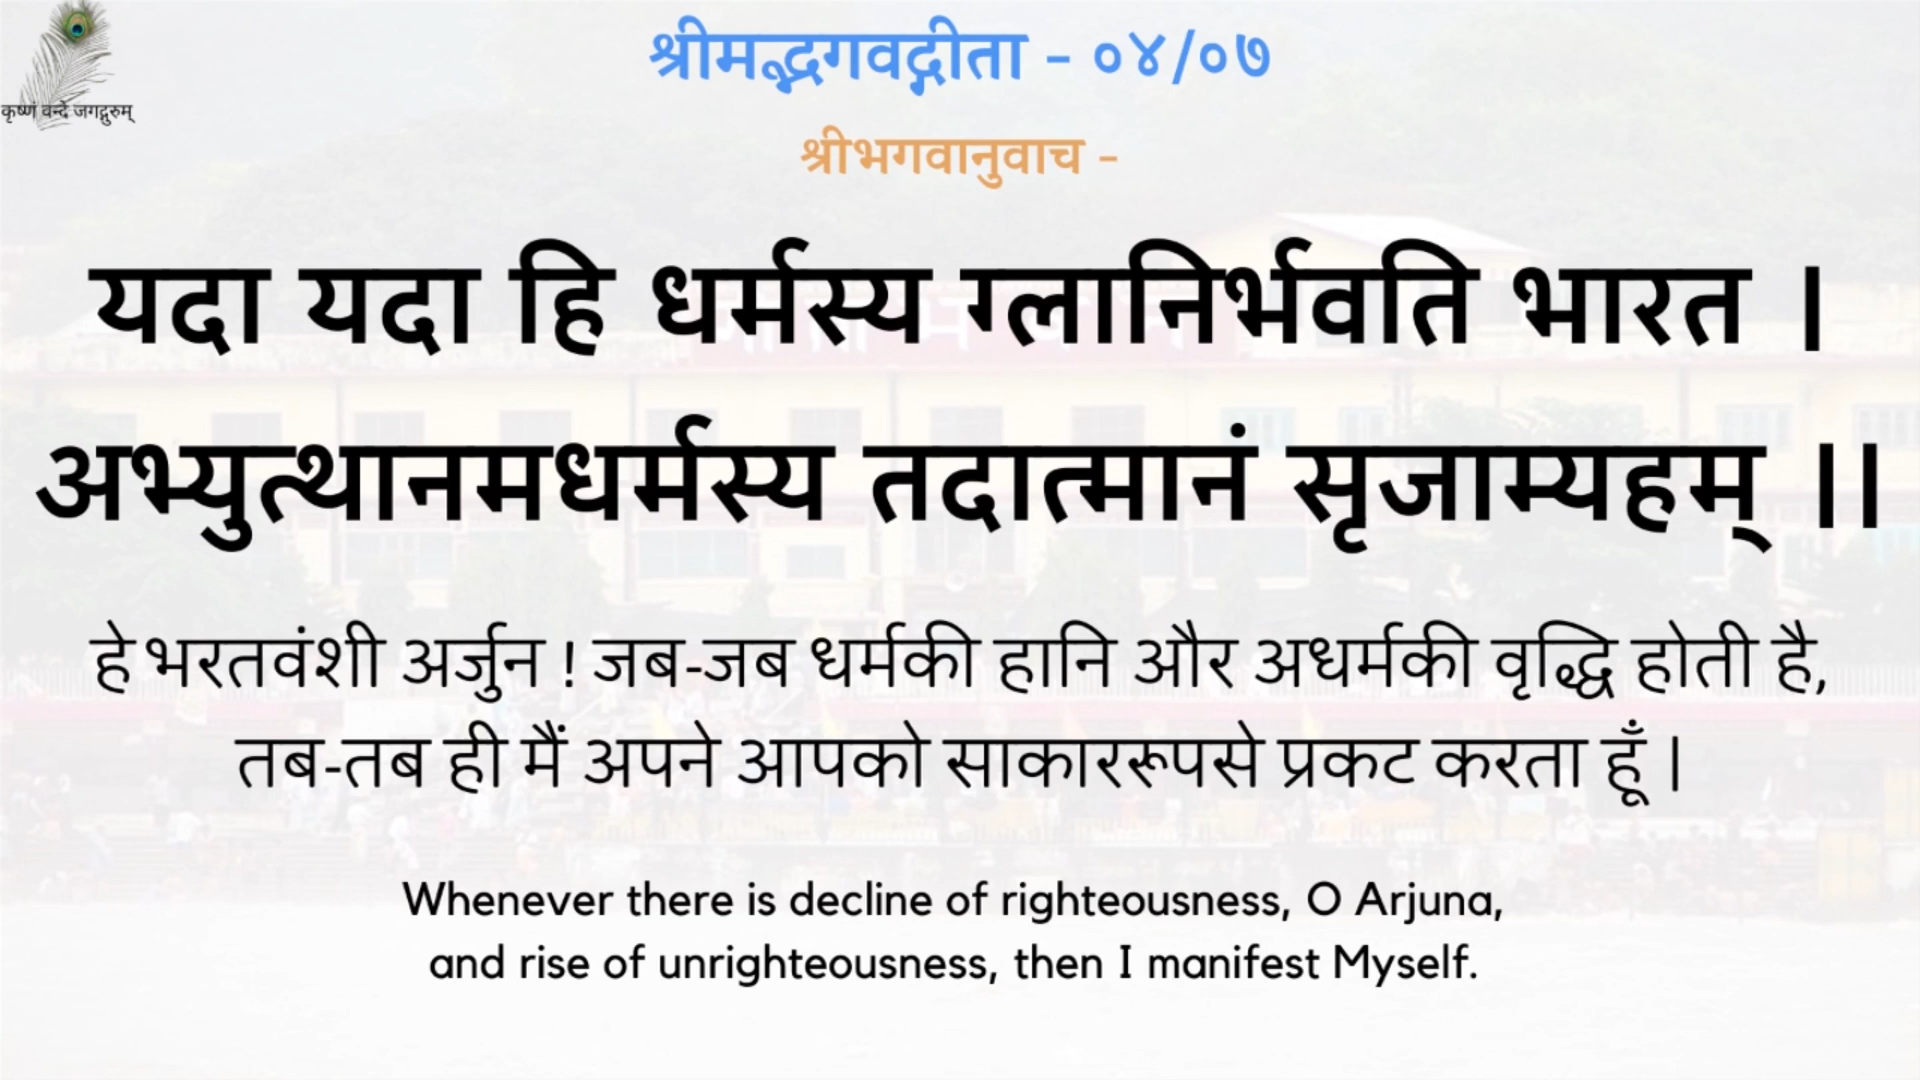 श्रीमद्भगवद्गीता - ०४/०७
कृष्णं वन्दे जगद्गुरुम्
श्रीभगवानुवाच -
यदा यदा हि धर्मस्य ग्लानिर्भवति भारत ।
अभ्युत्थानमधर्मस्य तदात्मानं सृजाम्यहम् ।।
हे भरतवंशी अर्जुन ! जब-जब धर्मकी हानि और अधर्मकी वृद्धि होती है,
तब-तब ही मैं अपने आपको साकाररूपसे प्रकट करता हूँ |
Whenever there is decline of righteousness, O Arjuna,
and rise of unrighteousness, then I manifest Myself.